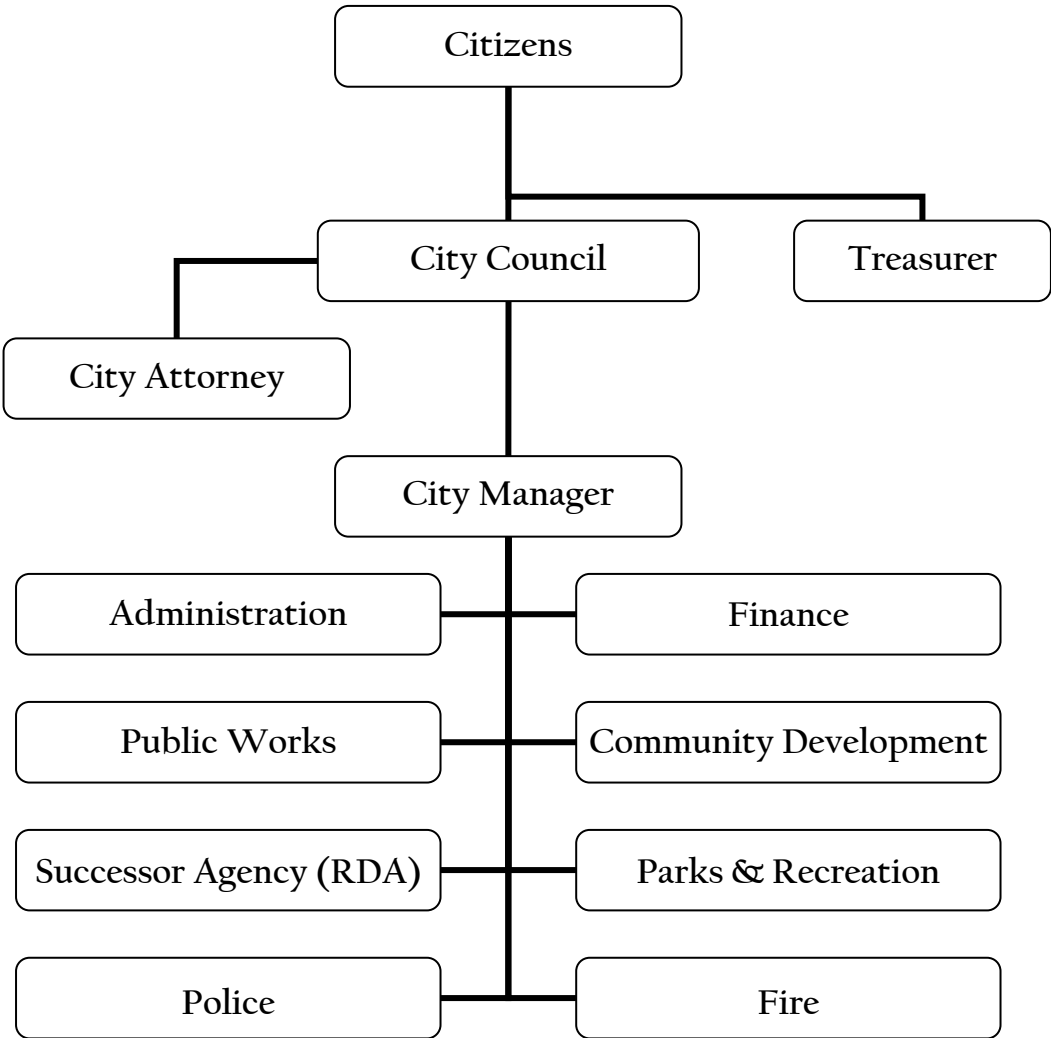 Citizens
City Council
Treasurer
City Attorney
City Manager
Administration
Finance
Public Works
Community Development
Successor Agency (RDA)
Parks & Recreation
Police
Fire